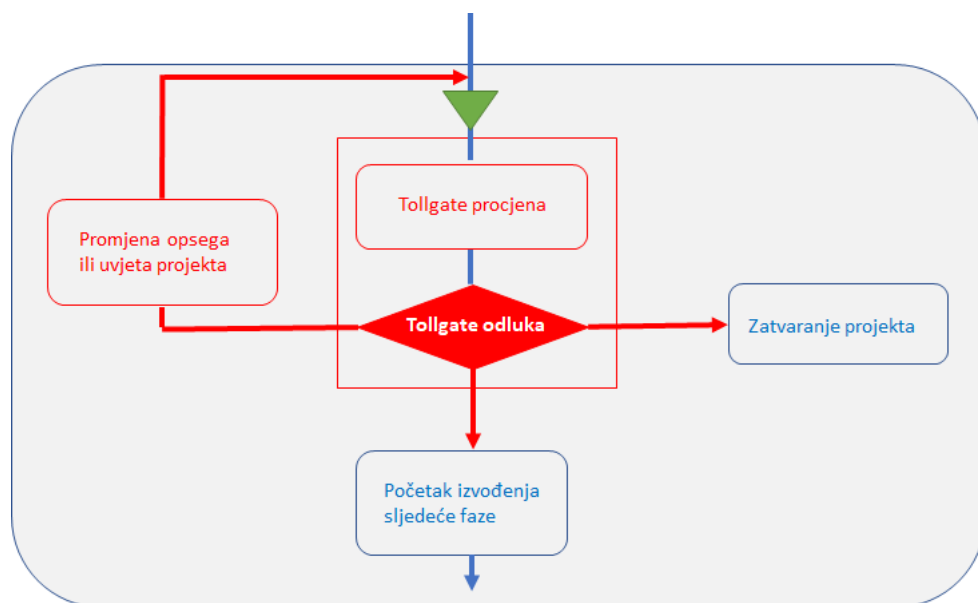 Tollgate procjena
Promjena opsega
ili uvjeta projekta
Tollgate odluka
Zatvaranje projekta
Početak izvođenja
sljedeće faze